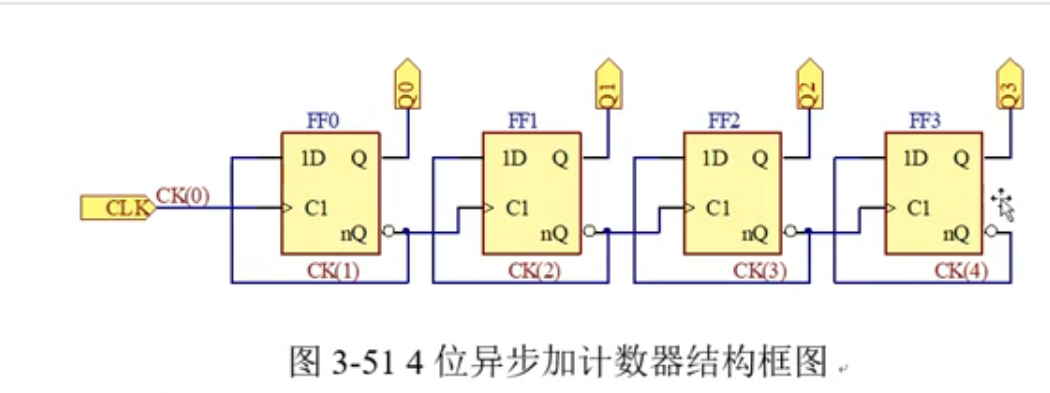 Q0 Q1 Q2 Q3
FF0 FF1 FF2 FF3
1D Q 1D Q 1D Q 1D Q
CLK CK(0) C1 C1 C1 C1
nQ nQ nQ nQ
CK(1) CK(2) CK(3) CK(4)
图 3-51 4 位异步加计数器结构框图